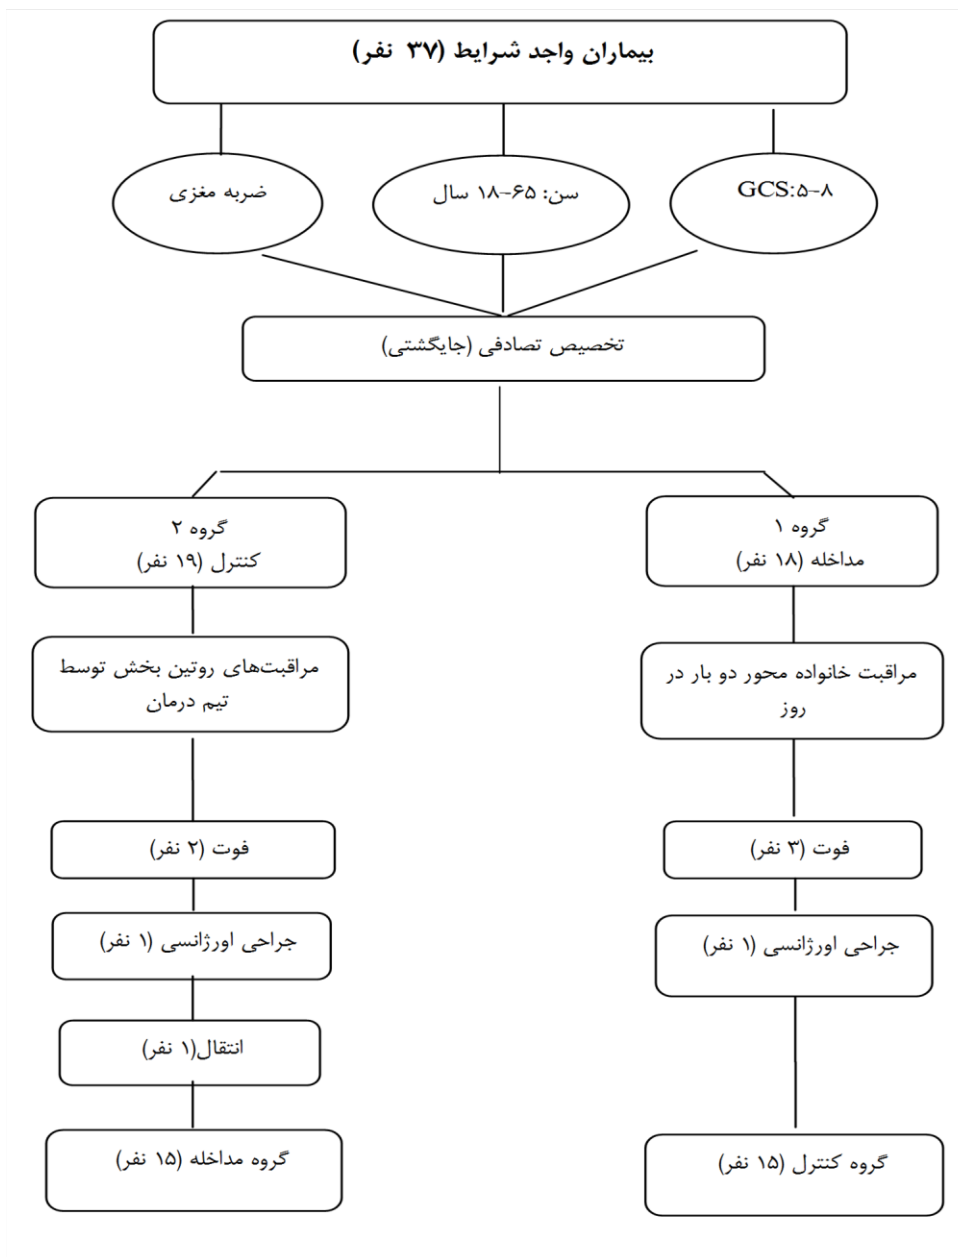 بیماران واجد شرایط (۳۷ نفر)
GCS:۵-۸
سن: ۶۵-۱۸ سال
ضربه مغزی
تخصیص تصادفی (جایگشتی)
گروه ۱
مداخله (۱۸ نفر)
گروه ۲
کنترل (۱۹ نفر)
مراقبت خانواده محور دو بار در
روز
مراقبت‌های روتین بخش توسط
تیم درمان
فوت (۳ نفر)
فوت (۲ نفر)
جراحی اورژانسی (۱ نفر)
جراحی اورژانسی (۱ نفر)
انتقال(۱ نفر)
گروه کنترل (۱۵ نفر)
گروه مداخله (۱۵ نفر)